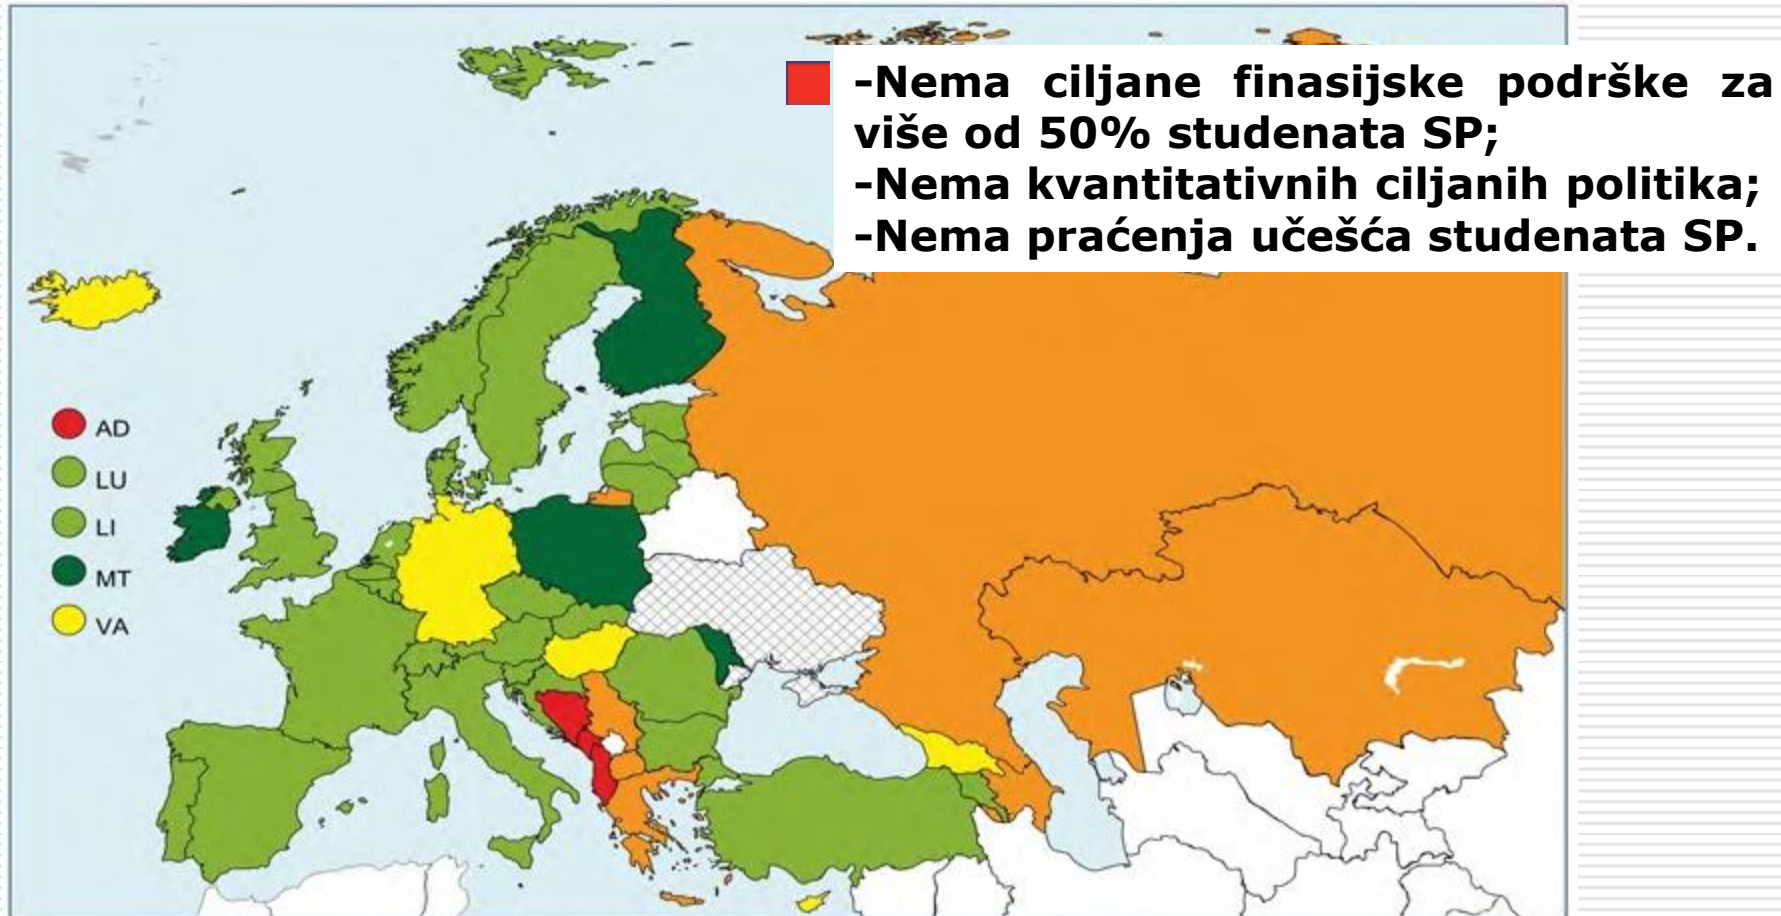 -Nema ciljane finasijske podrške za
više od 50% studenata SP;
-Nema kvantitativnih ciljanih politika;
-Nema praćenja učešća studenata SP.
AD
LU
LI
MT
VA